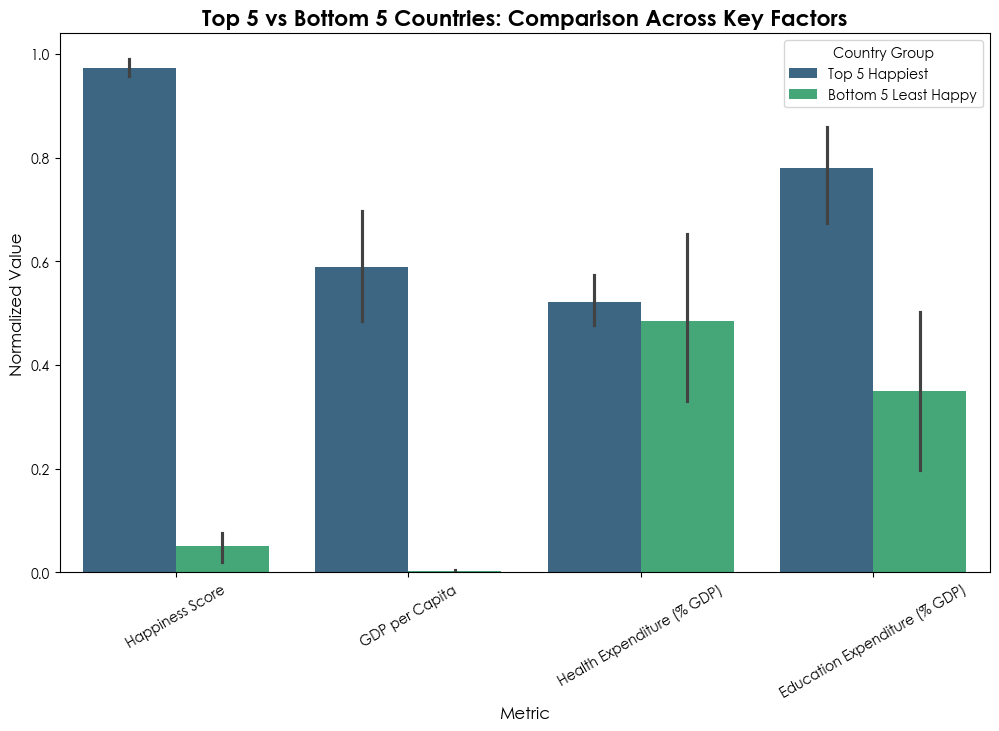 Top 5 vs Bottom 5 Countries: Comparison Across Key Factors
Country Group
Top 5 Happiest
Bottom 5 Least Happy
Normalized Value
1.0
0.8
0.6
0.4
0.2
0.0
Happiness Score
GDP per Capita
Health Expenditure (% GDP)
Education Expenditure (% GDP)
Metric